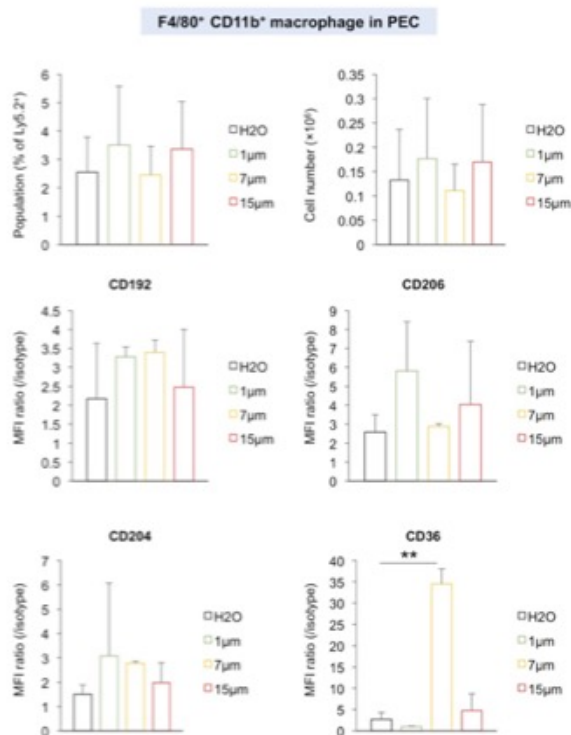 F4/80⁺ CD11b⁺ macrophage in PEC
Population (% of Ly5.2⁺)
6
5
4
3
2
1
0
H2O
1μm
7μm
15μm
Cell number (×10⁶)
0.35
0.3
0.25
0.2
0.15
0.1
0.05
0
H2O
1μm
7μm
15μm
CD192
MFI ratio (/isotype)
4.5
4
3.5
3
2.5
2
1.5
1
0.5
0
H2O
1μm
7μm
15μm
CD206
MFI ratio (/isotype)
9
8
7
6
5
4
3
2
1
0
H2O
1μm
7μm
15μm
CD204
MFI ratio (/isotype)
7
6
5
4
3
2
1
0
H2O
1μm
7μm
15μm
CD36
MFI ratio (/isotype)
40
35
30
25
20
15
10
5
0
**
H2O
1μm
7μm
15μm